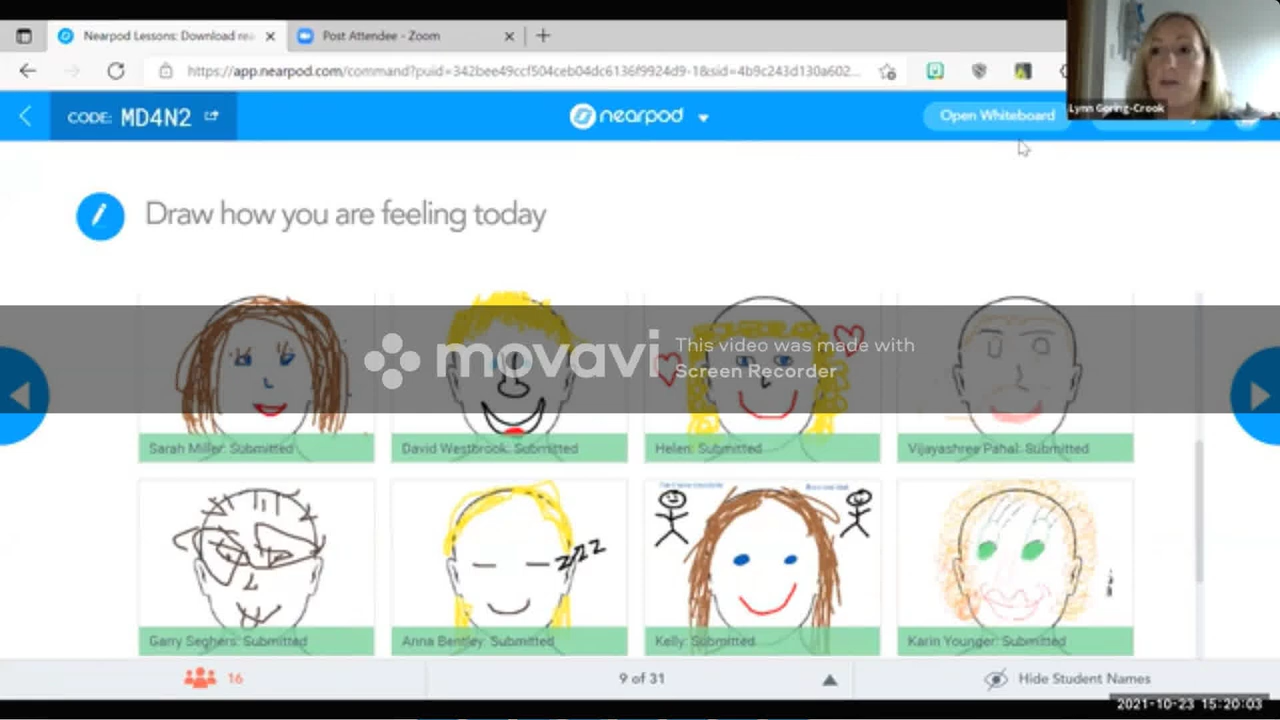 Nearpod Lessons: Download rea
Post Attendee - Zoom
https://app.nearpod.com/command?puid=342bee49ccf504ceb04dc6136f9924d9-1&sid=4b9c243d130a602...
Lynn Goring-Crook
CODE: MD4N2
nearpod
Open Whiteboard
Draw how you are feeling today
movavi
This video was made with
Screen Recorder
Sarah Miller: Submitted
David Westbrook: Submitted
Helen: Submitted
Vijayashree Pahal: Submitted
zzz
Garry Seghers: Submitted
Anna Bentley: Submitted
Kelly: Submitted
Karin Younger: Submitted
16
9 of 31
Hide Student Names
2021-10-23 15:20:03